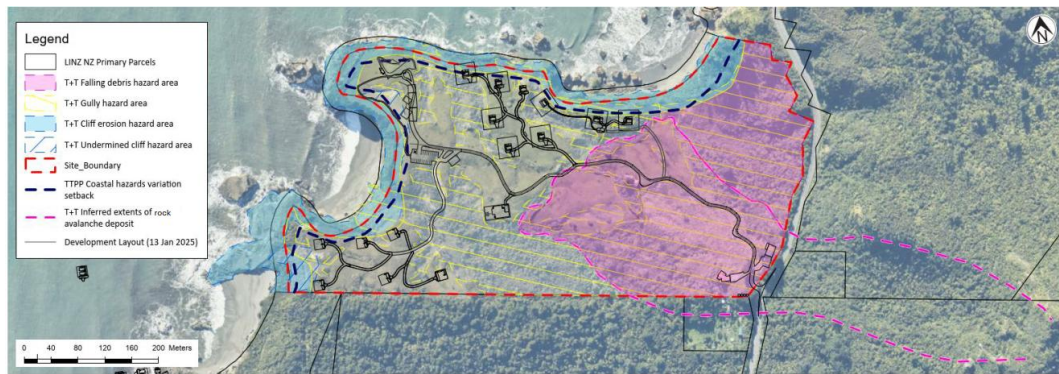 Legend
LINZ NZ Primary Parcels
T+T Falling debris hazard area
T+T Gully hazard area
T+T Cliff erosion hazard area
T+T Undermined cliff hazard area
Site_Boundary
TTPP Coastal hazards variation
setback
T+T Inferred extents of rock
avalanche deposit
Development Layout (13 Jan 2025)
0 20 40 80 120 160 200 Meters
N